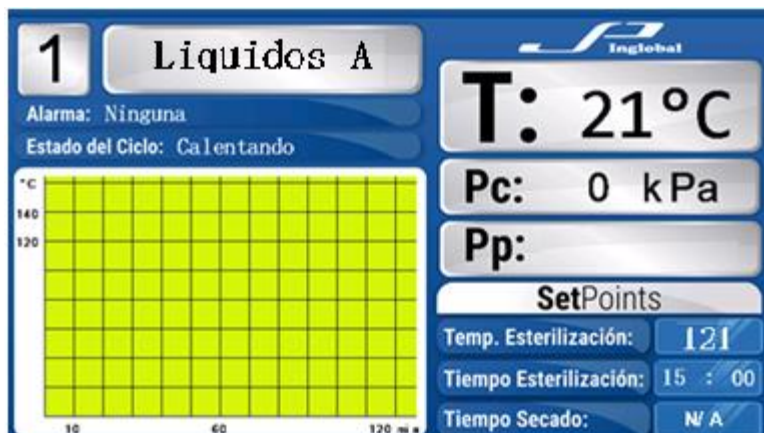 1
Liquidos A
Alarma: Ninguna
Estado del Ciclo: Calentando
°C
140
120
10 60 120 min
Inglobal
T: 21°C
Pc: 0 kPa
Pp:
SetPoints
Temp. Esterilización: 121
Tiempo Esterilización: 15 : 00
Tiempo Secado: N/A